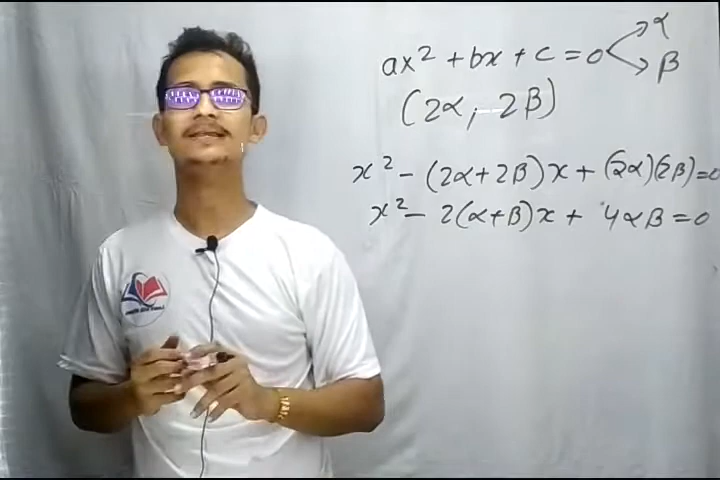 ax² + bx + c = 0 α
β
(2α, 2β)
x² - (2α + 2β)x + (2α)(2β) = 0
x² - 2(α + β)x + 4αβ = 0